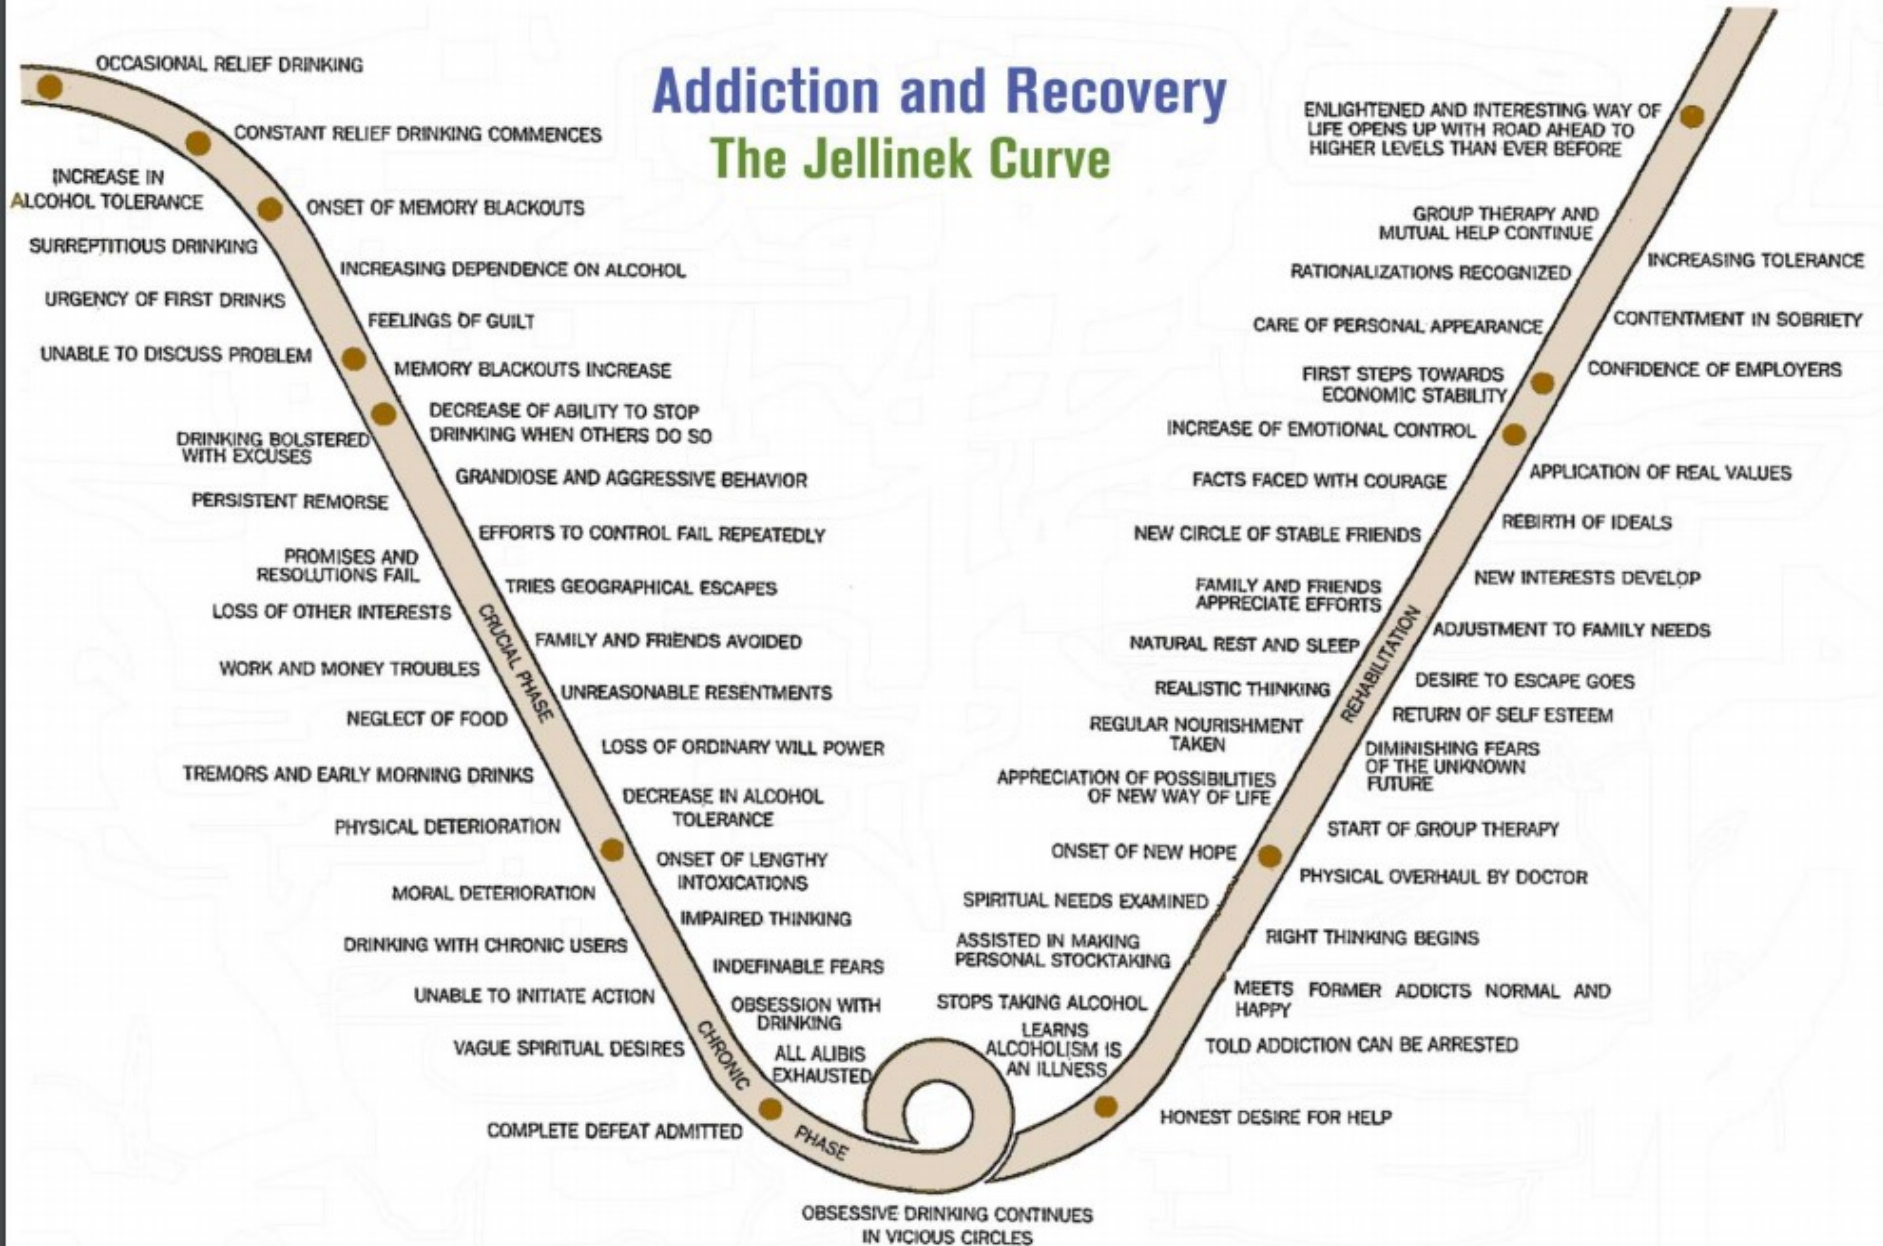 Addiction and Recovery
The Jellinek Curve
OCCASIONAL RELIEF DRINKING
CONSTANT RELIEF DRINKING COMMENCES
INCREASE IN
ALCOHOL TOLERANCE
ONSET OF MEMORY BLACKOUTS
SURREPTITIOUS DRINKING
INCREASING DEPENDENCE ON ALCOHOL
URGENCY OF FIRST DRINKS
FEELINGS OF GUILT
UNABLE TO DISCUSS PROBLEM
MEMORY BLACKOUTS INCREASE
DECREASE OF ABILITY TO STOP
DRINKING WHEN OTHERS DO SO
DRINKING BOLSTERED
WITH EXCUSES
GRANDIOSE AND AGGRESSIVE BEHAVIOR
PERSISTENT REMORSE
EFFORTS TO CONTROL FAIL REPEATEDLY
PROMISES AND
RESOLUTIONS FAIL
TRIES GEOGRAPHICAL ESCAPES
LOSS OF OTHER INTERESTS
CRUCIAL PHASE
FAMILY AND FRIENDS AVOIDED
WORK AND MONEY TROUBLES
UNREASONABLE RESENTMENTS
NEGLECT OF FOOD
LOSS OF ORDINARY WILL POWER
TREMORS AND EARLY MORNING DRINKS
DECREASE IN ALCOHOL
TOLERANCE
PHYSICAL DETERIORATION
ONSET OF LENGTHY
INTOXICATIONS
MORAL DETERIORATION
IMPAIRED THINKING
DRINKING WITH CHRONIC USERS
INDEFINABLE FEARS
UNABLE TO INITIATE ACTION
OBSESSION WITH
DRINKING
VAGUE SPIRITUAL DESIRES
CHRONIC
ALL ALIBIS
EXHAUSTED
COMPLETE DEFEAT ADMITTED
PHASE
OBSESSIVE DRINKING CONTINUES
IN VICIOUS CIRCLES
ENLIGHTENED AND INTERESTING WAY OF
LIFE OPENS UP WITH ROAD AHEAD TO
HIGHER LEVELS THAN EVER BEFORE
GROUP THERAPY AND
MUTUAL HELP CONTINUE
INCREASING TOLERANCE
RATIONALIZATIONS RECOGNIZED
CONTENTMENT IN SOBRIETY
CARE OF PERSONAL APPEARANCE
CONFIDENCE OF EMPLOYERS
FIRST STEPS TOWARDS
ECONOMIC STABILITY
INCREASE OF EMOTIONAL CONTROL
APPLICATION OF REAL VALUES
FACTS FACED WITH COURAGE
REBIRTH OF IDEALS
NEW CIRCLE OF STABLE FRIENDS
NEW INTERESTS DEVELOP
FAMILY AND FRIENDS
APPRECIATE EFFORTS
ADJUSTMENT TO FAMILY NEEDS
NATURAL REST AND SLEEP
REHABILITATION
DESIRE TO ESCAPE GOES
REALISTIC THINKING
RETURN OF SELF ESTEEM
REGULAR NOURISHMENT
TAKEN
DIMINISHING FEARS
OF THE UNKNOWN
FUTURE
APPRECIATION OF POSSIBILITIES
OF NEW WAY OF LIFE
START OF GROUP THERAPY
ONSET OF NEW HOPE
PHYSICAL OVERHAUL BY DOCTOR
SPIRITUAL NEEDS EXAMINED
RIGHT THINKING BEGINS
ASSISTED IN MAKING
PERSONAL STOCKTAKING
MEETS FORMER ADDICTS NORMAL AND
HAPPY
STOPS TAKING ALCOHOL
LEARNS
ALCOHOLISM IS
AN ILLNESS
TOLD ADDICTION CAN BE ARRESTED
HONEST DESIRE FOR HELP